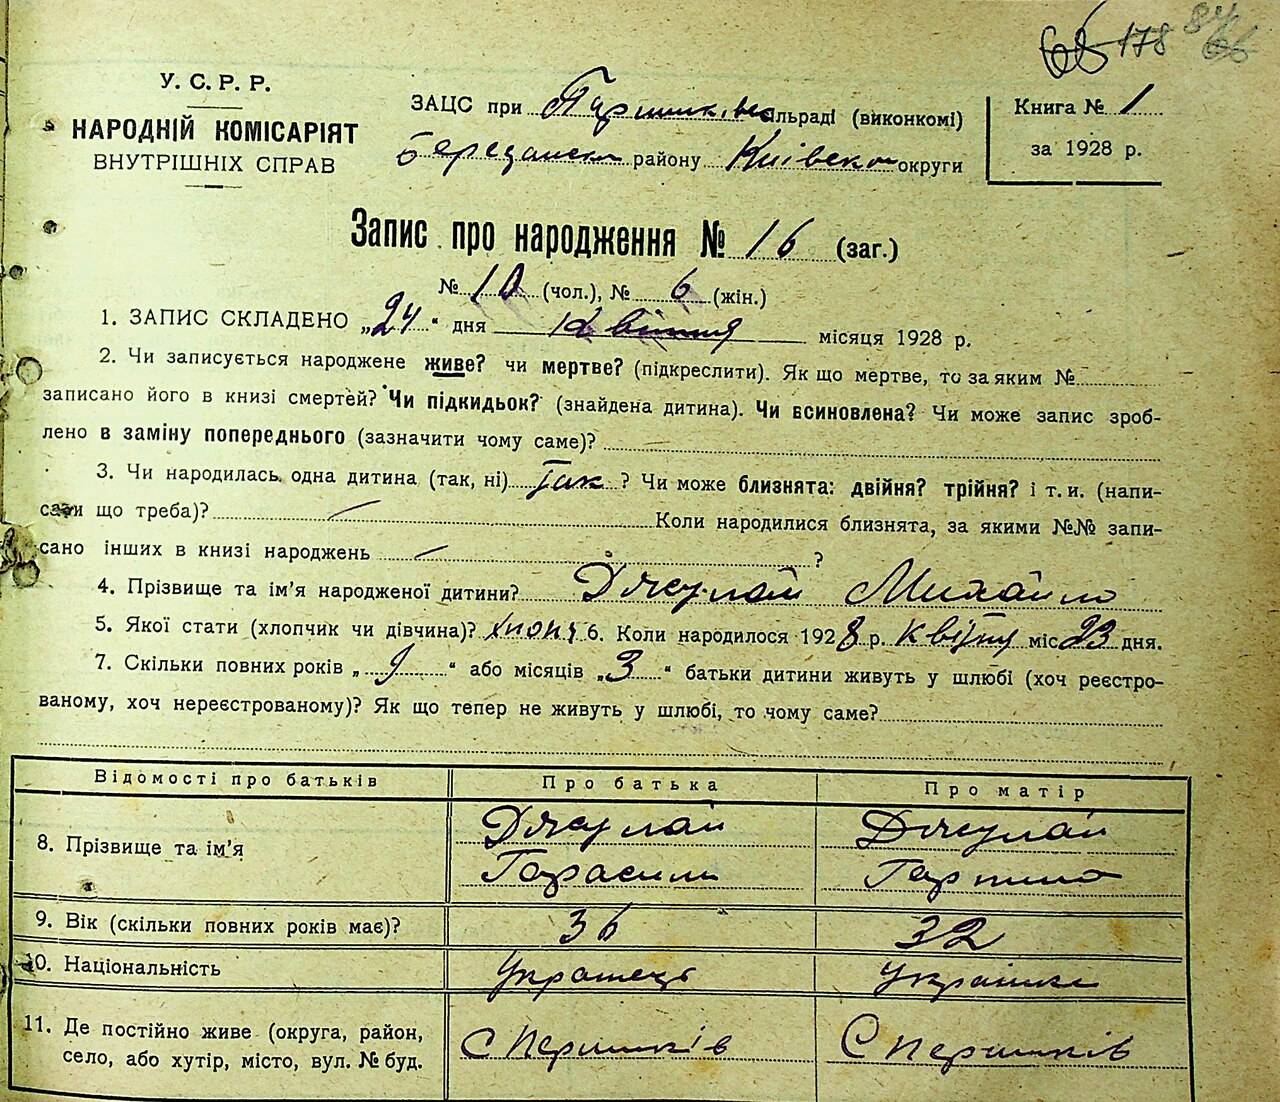 178
У. С. Р. Р.
НАРОДНІЙ КОМІСАРІЯТ
ВНУТРІШНІХ СПРАВ
ЗАЦС при сільраді (виконкомі)
району Київськ округи
Книга № 1
за 1928 р.
Запис про народження № 16 (заг.)
№ 10 (чол.), № 6 (жін.)
1. ЗАПИС СКЛАДЕНО „24“ дня Квітня місяця 1928 р.
2. Чи записується народжене живе? чи мертве? (підкреслити). Як що мертве, то за яким №
записано його в книзі смертей? Чи підкидьок? (знайдена дитина). Чи всиновлена? Чи може запис зроб-
лено в заміну попереднього (зазначити чому саме)?
3. Чи народилась одна дитина (так, ні) Так? Чи може близнята: двійня? трійня? і т. и. (напи-
сати що треба)? — Коли народилися близнята, за якими №№ запи-
сано інших в книзі народжень — ?
4. Прізвище та ім'я народженої дитини? Джулай Михайло
5. Якої стати (хлопчик чи дівчина)? 6. Коли народилося 1928 р. Квітня міс 23 дня.
7. Скільки повних років „9“ або місяців „3“ батьки дитини живуть у шлюбі (хоч реєстро-
ваному, хоч нереєстрованому)? Як що тепер не живуть у шлюбі, то чому саме?
Відомості про батьків Про батька Про матір
8. Прізвище та ім'я Джулай Джулай
Гарасим
9. Вік (скільки повних років має)? 36 32
10. Національність Українець Українка
11. Де постійно живе (округа, район,
село, або хутір, місто, вул. № буд.
С С